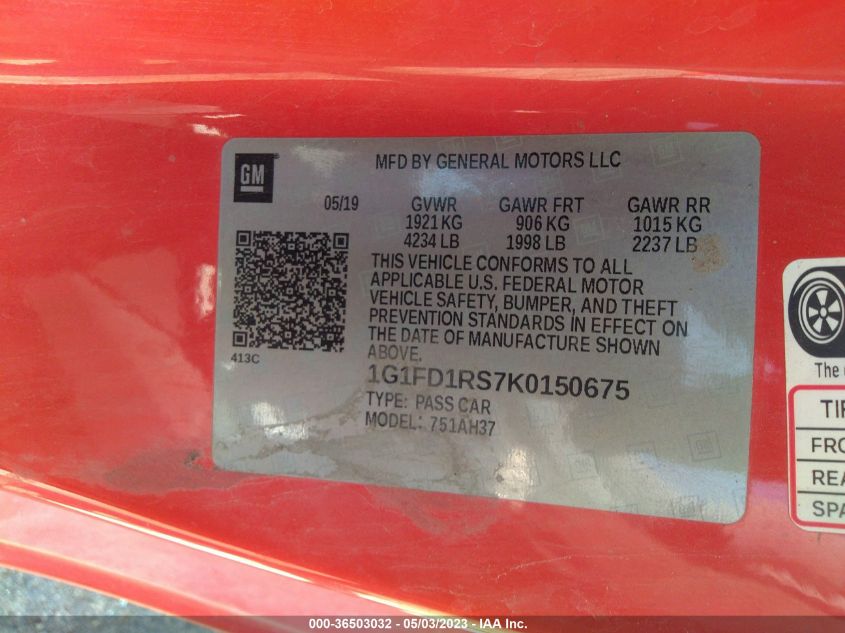 GM
MFD BY GENERAL MOTORS LLC
05/19 GVWR GAWR FRT GAWR RR
1921 KG 906 KG 1015 KG
4234 LB 1998 LB 2237 LB
THIS VEHICLE CONFORMS TO ALL
APPLICABLE U.S. FEDERAL MOTOR
VEHICLE SAFETY, BUMPER, AND THEFT
PREVENTION STANDARDS IN EFFECT ON
THE DATE OF MANUFACTURE SHOWN
ABOVE.
413C
1G1FD1RS7K0150675
TYPE: PASS CAR
MODEL: 751AH37
The
TIR
FRO
REA
SPA
000-36503032 - 05/03/2023 - IAA Inc.